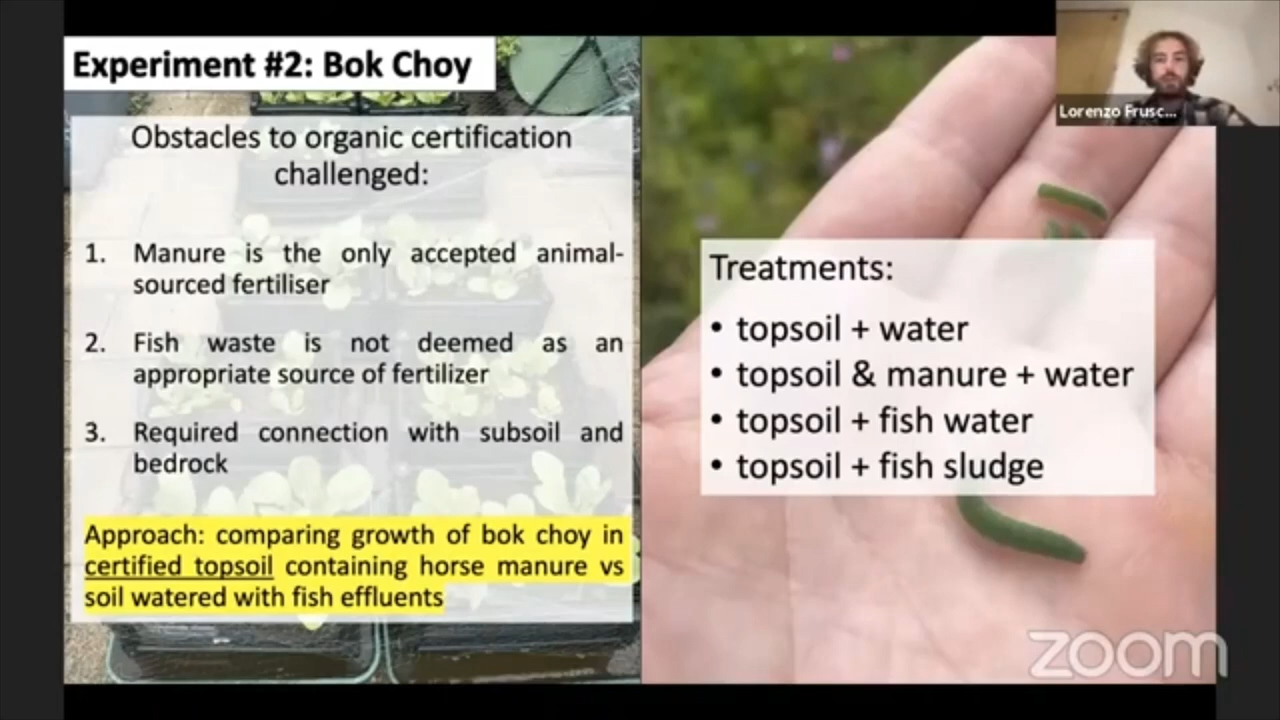 Experiment #2: Bok Choy
Obstacles to organic certification
challenged:
1. Manure is the only accepted animal-
sourced fertiliser
2. Fish waste is not deemed as an
appropriate source of fertilizer
3. Required connection with subsoil and
bedrock
Approach: comparing growth of bok choy in
certified topsoil containing horse manure vs
soil watered with fish effluents
Lorenzo Frusc...
Treatments:
• topsoil + water
• topsoil & manure + water
• topsoil + fish water
• topsoil + fish sludge
zoom